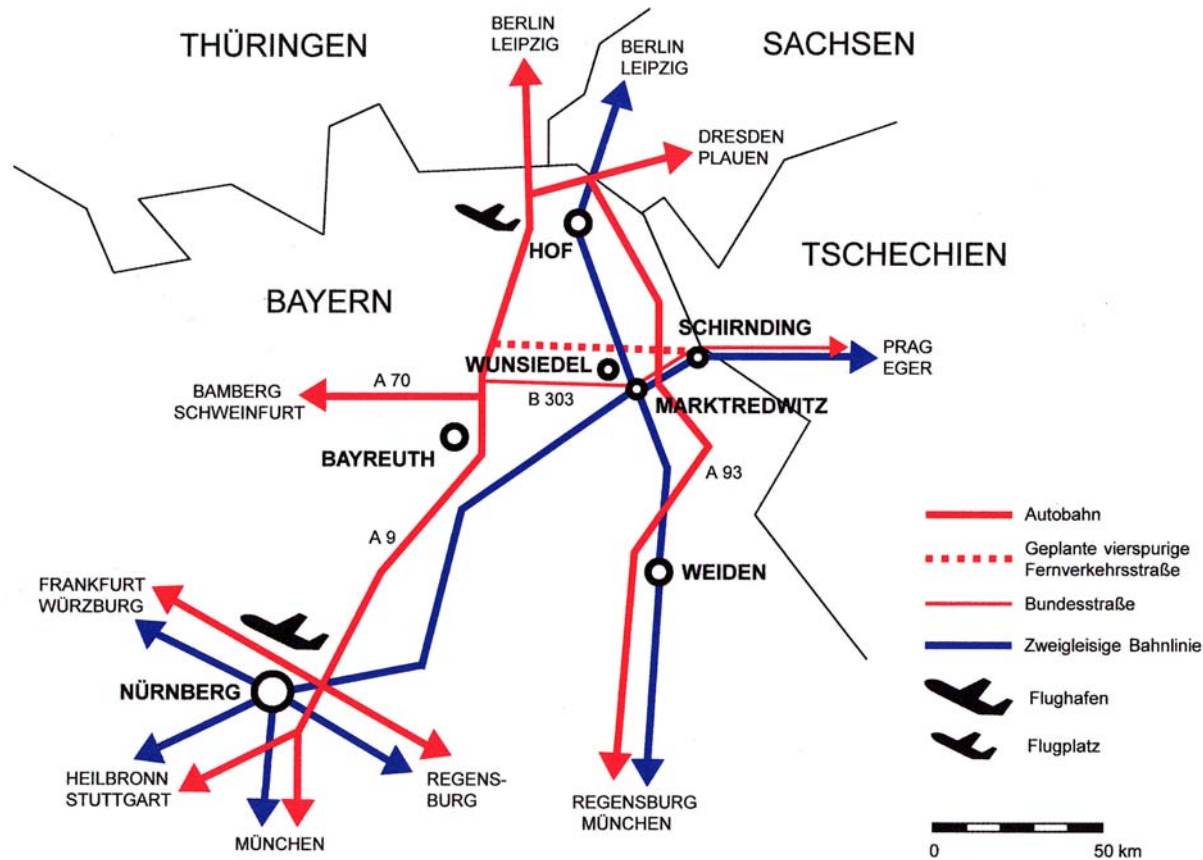 THÜRINGEN
BERLIN
LEIPZIG
BERLIN
LEIPZIG
SACHSEN
DRESDEN
PLAUEN
HOF
TSCHECHIEN
BAYERN
SCHIRNDING
WUNSIEDEL
PRAG
EGER
BAMBERG
SCHWEINFURT
A 70
B 303
MARKTREDWITZ
BAYREUTH
A 93
A 9
WEIDEN
FRANKFURT
WÜRZBURG
NÜRNBERG
HEILBRONN
STUTTGART
MÜNCHEN
REGENS-
BURG
REGENSBURG
MÜNCHEN
Autobahn
Geplante vierspurige
Fernverkehrsstraße
Bundesstraße
Zweigleisige Bahnlinie
Flughafen
Flugplatz
0 50 km